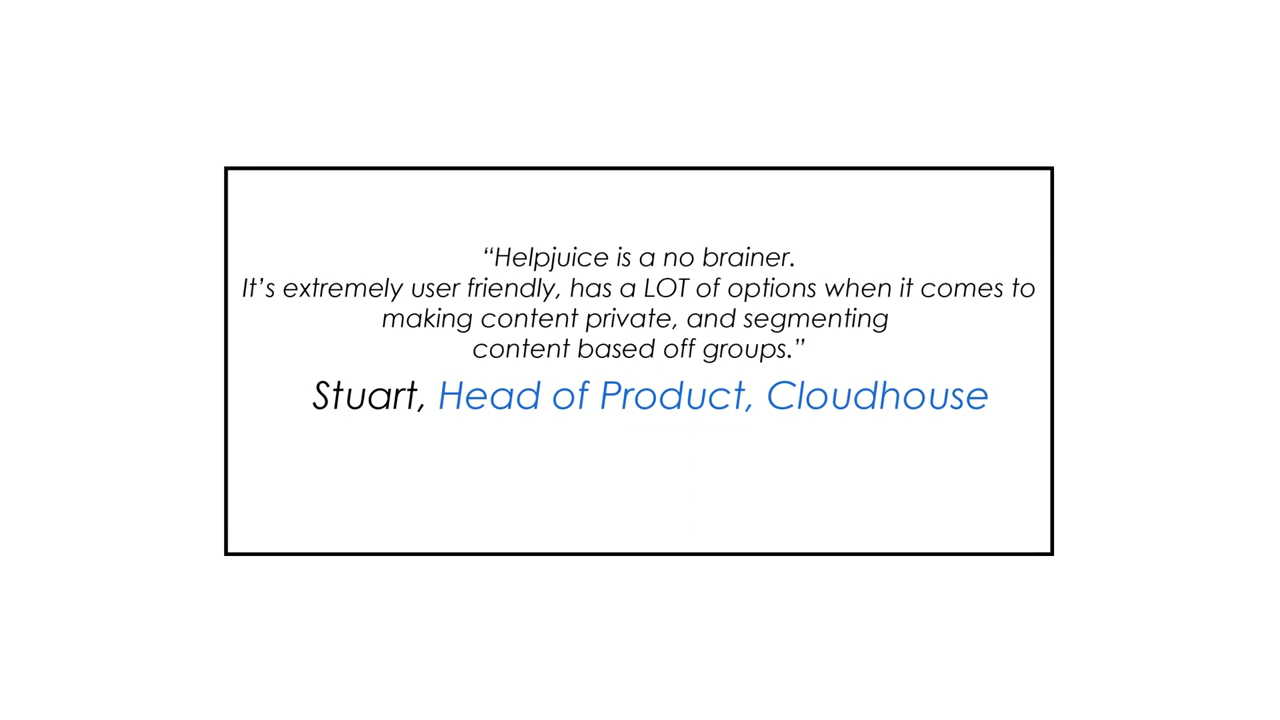 “Helpjuice is a no brainer.
It’s extremely user friendly, has a LOT of options when it comes to
making content private, and segmenting
content based off groups.”
Stuart, Head of Product, Cloudhouse